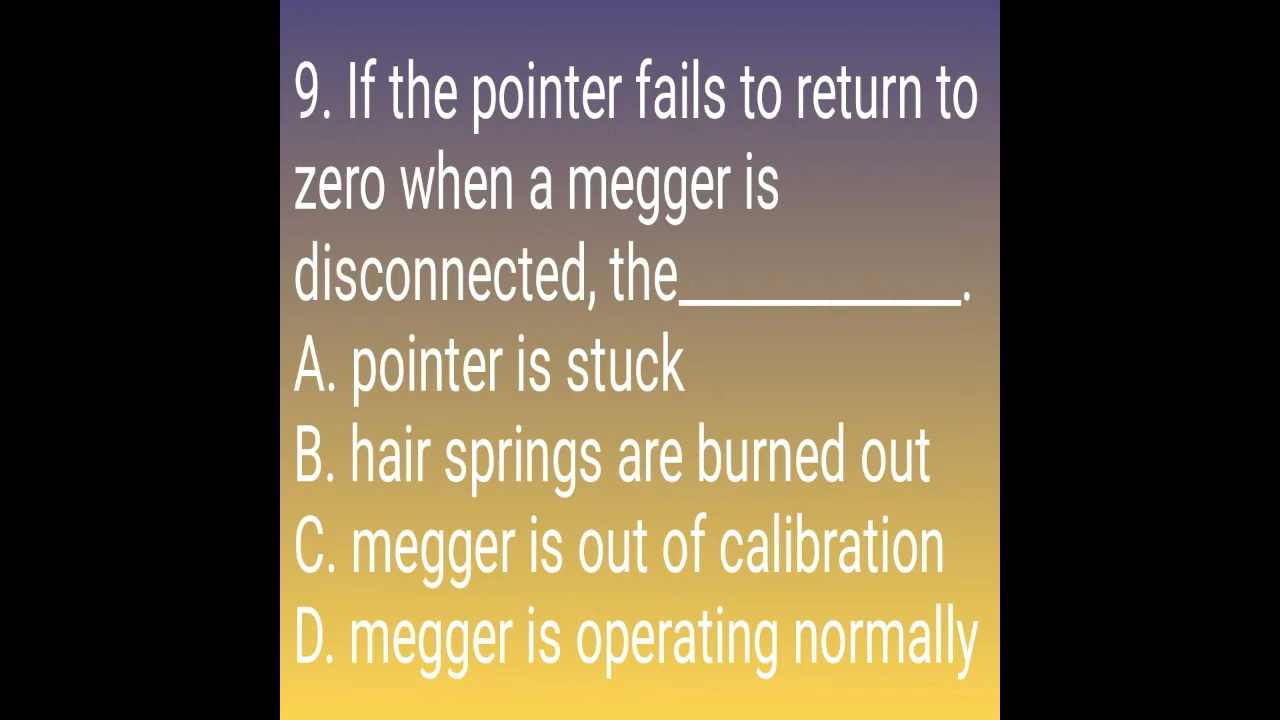 9. If the pointer fails to return to
zero when a megger is
disconnected, the____________.
A. pointer is stuck
B. hair springs are burned out
C. megger is out of calibration
D. megger is operating normally